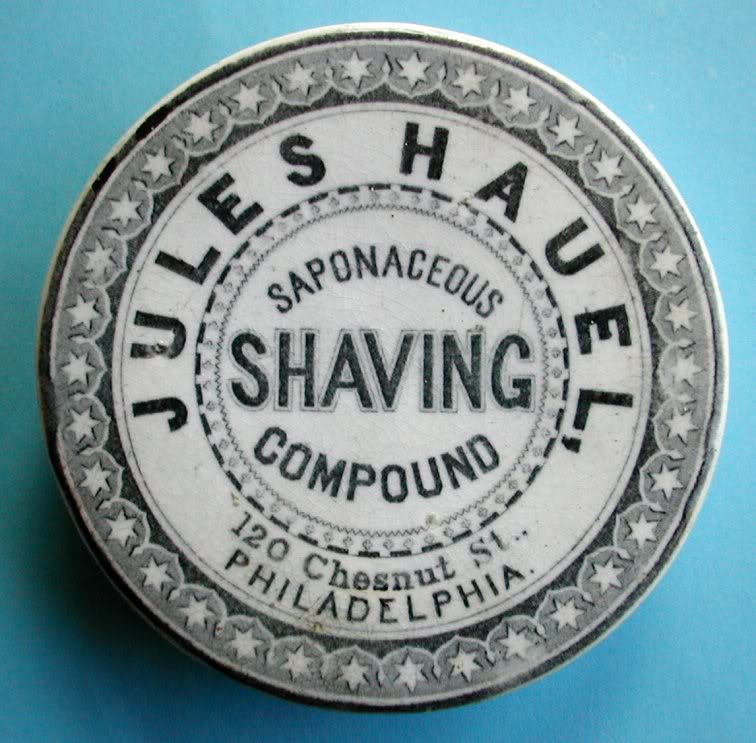 JULES HAUEL,
SAPONACEOUS
SHAVING
COMPOUND
120 Chesnut St.,
PHILADELPHIA.